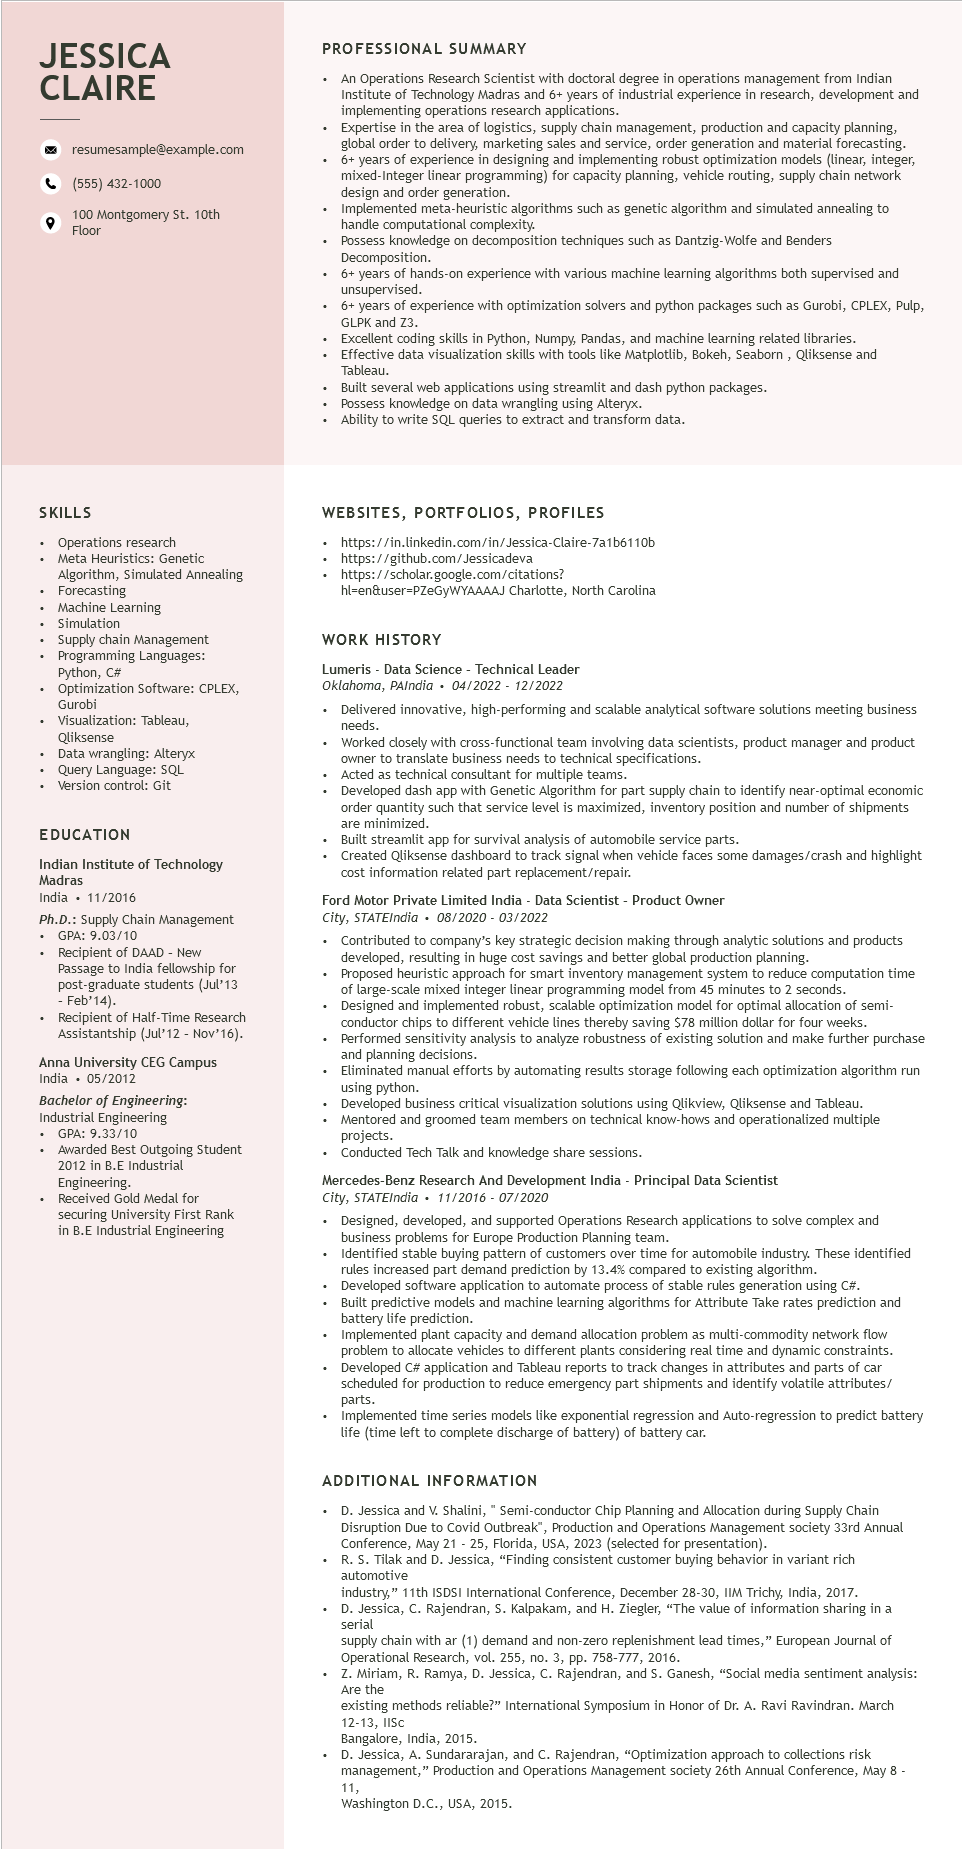 JESSICA
CLAIRE
resumesample@example.com
(555) 432-1000
100 Montgomery St. 10th
Floor
PROFESSIONAL SUMMARY
• An Operations Research Scientist with doctoral degree in operations management from Indian
Institute of Technology Madras and 6+ years of industrial experience in research, development and
implementing operations research applications.
• Expertise in the area of logistics, supply chain management, production and capacity planning,
global order to delivery, marketing sales and service, order generation and material forecasting.
• 6+ years of experience in designing and implementing robust optimization models (linear, integer,
mixed-Integer linear programming) for capacity planning, vehicle routing, supply chain network
design and order generation.
• Implemented meta-heuristic algorithms such as genetic algorithm and simulated annealing to
handle computational complexity.
• Possess knowledge on decomposition techniques such as Dantzig-Wolfe and Benders
Decomposition.
• 6+ years of hands-on experience with various machine learning algorithms both supervised and
unsupervised.
• 6+ years of experience with optimization solvers and python packages such as Gurobi, CPLEX, Pulp,
GLPK and Z3.
• Excellent coding skills in Python, Numpy, Pandas, and machine learning related libraries.
• Effective data visualization skills with tools like Matplotlib, Bokeh, Seaborn , Qliksense and
Tableau.
• Built several web applications using streamlit and dash python packages.
• Possess knowledge on data wrangling using Alteryx.
• Ability to write SQL queries to extract and transform data.
SKILLS
• Operations research
• Meta Heuristics: Genetic
Algorithm, Simulated Annealing
• Forecasting
• Machine Learning
• Simulation
• Supply chain Management
• Programming Languages:
Python, C#
• Optimization Software: CPLEX,
Gurobi
• Visualization: Tableau,
Qliksense
• Data wrangling: Alteryx
• Query Language: SQL
• Version control: Git
EDUCATION
Indian Institute of Technology
Madras
India • 11/2016
Ph.D.: Supply Chain Management
• GPA: 9.03/10
• Recipient of DAAD – New
Passage to India fellowship for
post-graduate students (Jul’13
– Feb’14).
• Recipient of Half-Time Research
Assistantship (Jul’12 – Nov’16).
Anna University CEG Campus
India • 05/2012
Bachelor of Engineering:
Industrial Engineering
• GPA: 9.33/10
• Awarded Best Outgoing Student
2012 in B.E Industrial
Engineering.
• Received Gold Medal for
securing University First Rank
in B.E Industrial Engineering
WEBSITES, PORTFOLIOS, PROFILES
• https://in.linkedin.com/in/Jessica-Claire-7a1b6110b
• https://github.com/Jessicadeva
• https://scholar.google.com/citations?
hl=en&user=PZeGyWYAAAAJ Charlotte, North Carolina
WORK HISTORY
Lumeris - Data Science – Technical Leader
Oklahoma, PAIndia • 04/2022 - 12/2022
• Delivered innovative, high-performing and scalable analytical software solutions meeting business
needs.
• Worked closely with cross-functional team involving data scientists, product manager and product
owner to translate business needs to technical specifications.
• Acted as technical consultant for multiple teams.
• Developed dash app with Genetic Algorithm for part supply chain to identify near-optimal economic
order quantity such that service level is maximized, inventory position and number of shipments
are minimized.
• Built streamlit app for survival analysis of automobile service parts.
• Created Qliksense dashboard to track signal when vehicle faces some damages/crash and highlight
cost information related part replacement/repair.
Ford Motor Private Limited India - Data Scientist – Product Owner
City, STATEIndia • 08/2020 - 03/2022
• Contributed to company’s key strategic decision making through analytic solutions and products
developed, resulting in huge cost savings and better global production planning.
• Proposed heuristic approach for smart inventory management system to reduce computation time
of large-scale mixed integer linear programming model from 45 minutes to 2 seconds.
• Designed and implemented robust, scalable optimization model for optimal allocation of semi-
conductor chips to different vehicle lines thereby saving $78 million dollar for four weeks.
• Performed sensitivity analysis to analyze robustness of existing solution and make further purchase
and planning decisions.
• Eliminated manual efforts by automating results storage following each optimization algorithm run
using python.
• Developed business critical visualization solutions using Qlikview, Qliksense and Tableau.
• Mentored and groomed team members on technical know-hows and operationalized multiple
projects.
• Conducted Tech Talk and knowledge share sessions.
Mercedes-Benz Research And Development India - Principal Data Scientist
City, STATEIndia • 11/2016 - 07/2020
• Designed, developed, and supported Operations Research applications to solve complex and
business problems for Europe Production Planning team.
• Identified stable buying pattern of customers over time for automobile industry. These identified
rules increased part demand prediction by 13.4% compared to existing algorithm.
• Developed software application to automate process of stable rules generation using C#.
• Built predictive models and machine learning algorithms for Attribute Take rates prediction and
battery life prediction.
• Implemented plant capacity and demand allocation problem as multi-commodity network flow
problem to allocate vehicles to different plants considering real time and dynamic constraints.
• Developed C# application and Tableau reports to track changes in attributes and parts of car
scheduled for production to reduce emergency part shipments and identify volatile attributes/
parts.
• Implemented time series models like exponential regression and Auto-regression to predict battery
life (time left to complete discharge of battery) of battery car.
ADDITIONAL INFORMATION
• D. Jessica and V. Shalini, " Semi-conductor Chip Planning and Allocation during Supply Chain
Disruption Due to Covid Outbreak", Production and Operations Management society 33rd Annual
Conference, May 21 - 25, Florida, USA, 2023 (selected for presentation).
• R. S. Tilak and D. Jessica, “Finding consistent customer buying behavior in variant rich
automotive
industry,” 11th ISDSI International Conference, December 28-30, IIM Trichy, India, 2017.
• D. Jessica, C. Rajendran, S. Kalpakam, and H. Ziegler, “The value of information sharing in a
serial
supply chain with ar (1) demand and non-zero replenishment lead times,” European Journal of
Operational Research, vol. 255, no. 3, pp. 758–777, 2016.
• Z. Miriam, R. Ramya, D. Jessica, C. Rajendran, and S. Ganesh, “Social media sentiment analysis:
Are the
existing methods reliable?” International Symposium in Honor of Dr. A. Ravi Ravindran. March
12-13, IISc
Bangalore, India, 2015.
• D. Jessica, A. Sundararajan, and C. Rajendran, “Optimization approach to collections risk
management,” Production and Operations Management society 26th Annual Conference, May 8 -
11,
Washington D.C., USA, 2015.